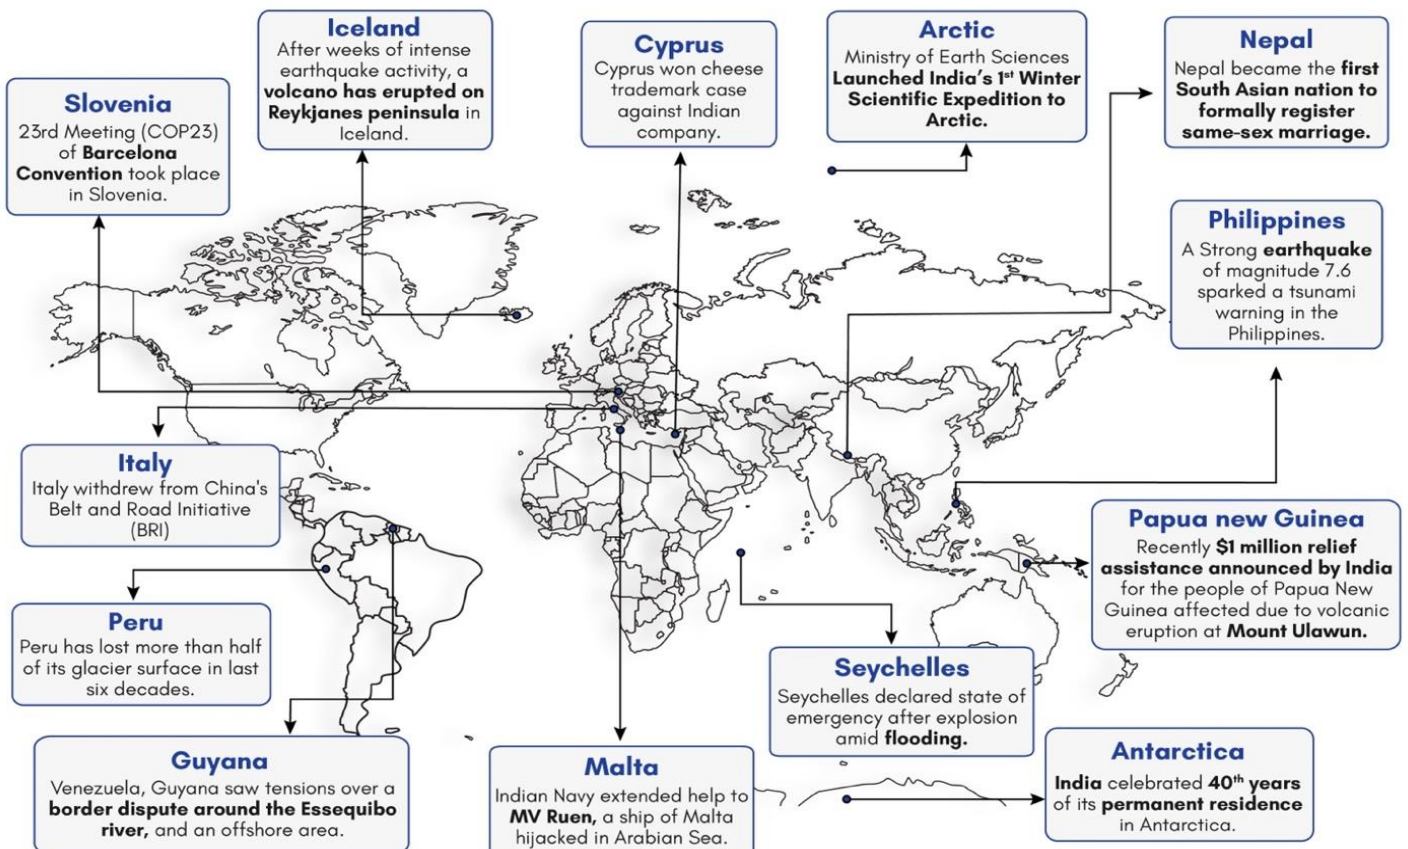 Iceland
After weeks of intense
earthquake activity, a
volcano has erupted on
Reykjanes peninsula in
Iceland.
Cyprus
Cyprus won cheese
trademark case
against Indian
company.
Arctic
Ministry of Earth Sciences
Launched India's 1st Winter
Scientific Expedition to
Arctic.
Nepal
Nepal became the first
South Asian nation to
formally register
same-sex marriage.
Slovenia
23rd Meeting (COP23)
of Barcelona
Convention took place
in Slovenia.
Philippines
A Strong earthquake
of magnitude 7.6
sparked a tsunami
warning in the
Philippines.
Italy
Italy withdrew from China's
Belt and Road Initiative
(BRI)
Papua new Guinea
Recently $1 million relief
assistance announced by India
for the people of Papua New
Guinea affected due to volcanic
eruption at Mount Ulawun.
Peru
Peru has lost more than half
of its glacier surface in last
six decades.
Seychelles
Seychelles declared state of
emergency after explosion
amid flooding.
Guyana
Venezuela, Guyana saw tensions over a
border dispute around the Essequibo
river, and an offshore area.
Malta
Indian Navy extended help to
MV Ruen, a ship of Malta
hijacked in Arabian Sea.
Antarctica
India celebrated 40th years
of its permanent residence
in Antarctica.